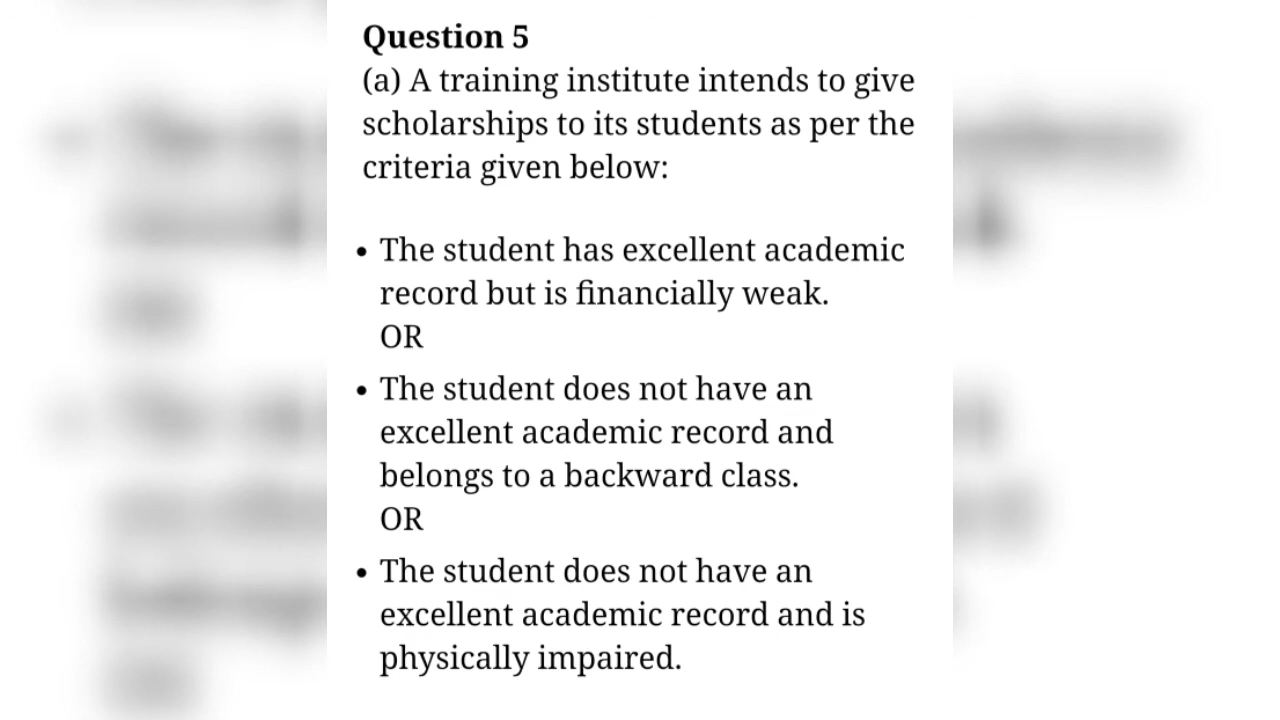 Question 5
(a) A training institute intends to give
scholarships to its students as per the
criteria given below:
• The student has excellent academic
record but is financially weak.
OR
• The student does not have an
excellent academic record and
belongs to a backward class.
OR
• The student does not have an
excellent academic record and is
physically impaired.